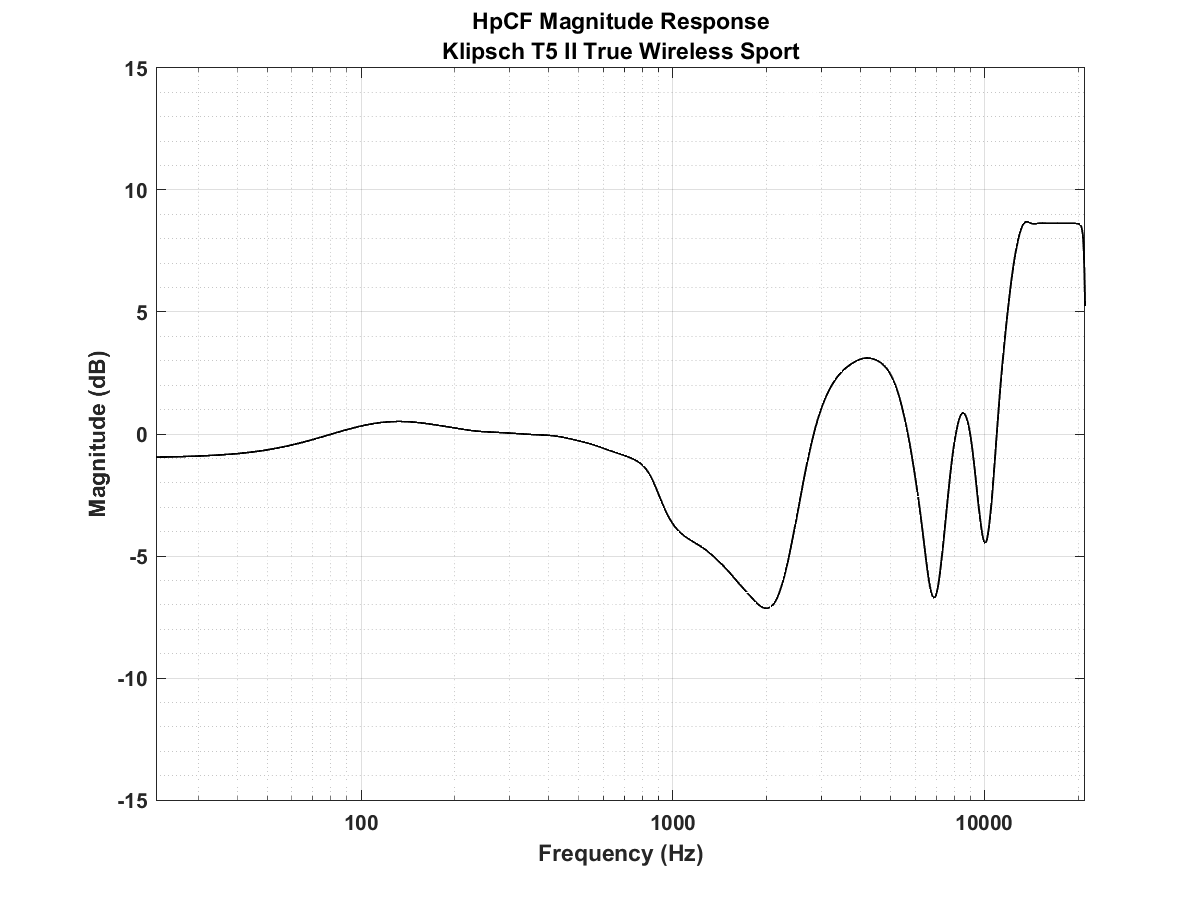 HpCF Magnitude Response
Klipsch T5 II True Wireless Sport
15
10
5
0
-5
-10
-15
Magnitude (dB)
100
1000
10000
Frequency (Hz)